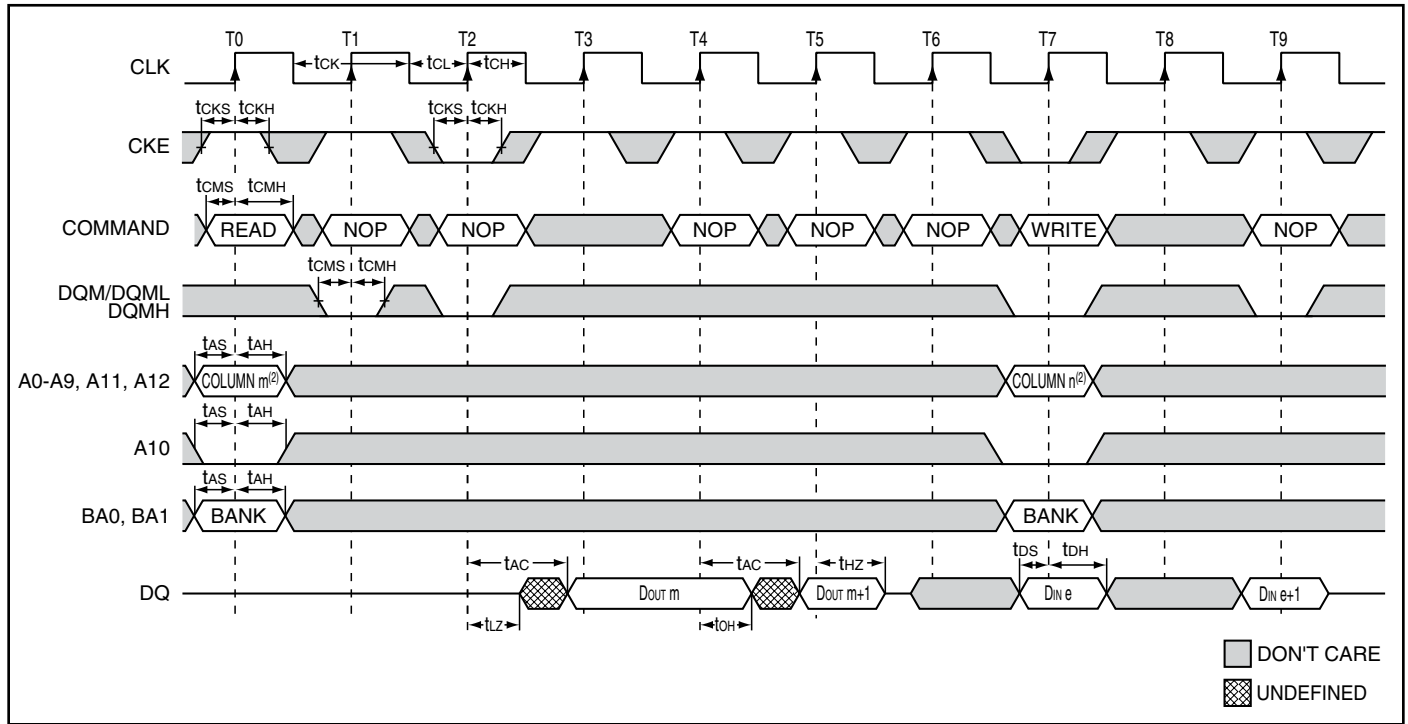 T0 T1 T2 T3 T4 T5 T6 T7 T8 T9
CLK tCK tCL tCH
tCKS tCKH tCKS tCKH
CKE
tCMS tCMH
COMMAND READ NOP NOP NOP NOP NOP WRITE NOP
tCMS tCMH
DQM/DQML
DQMH
tAS tAH
A0-A9, A11, A12 COLUMN m(2) COLUMN n(2)
tAS tAH
A10
tAS tAH
BA0, BA1 BANK BANK
tAC tAC tHZ tDS tDH
DQ DOUT m DOUT m+1 DIN e DIN e+1
tLZ tOH
DON'T CARE
UNDEFINED